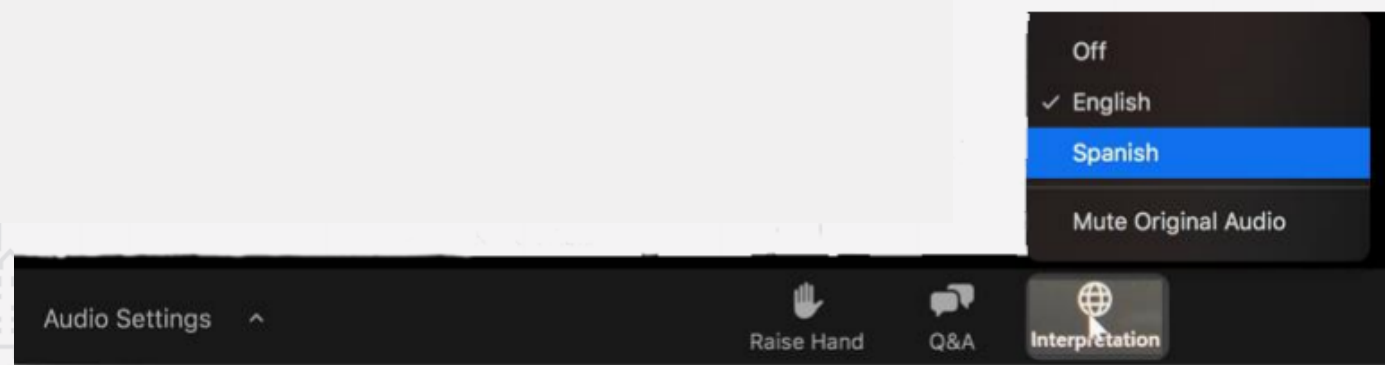 Off
✓ English
Spanish
Mute Original Audio
Audio Settings
Raise Hand
Q&A
Interpretation